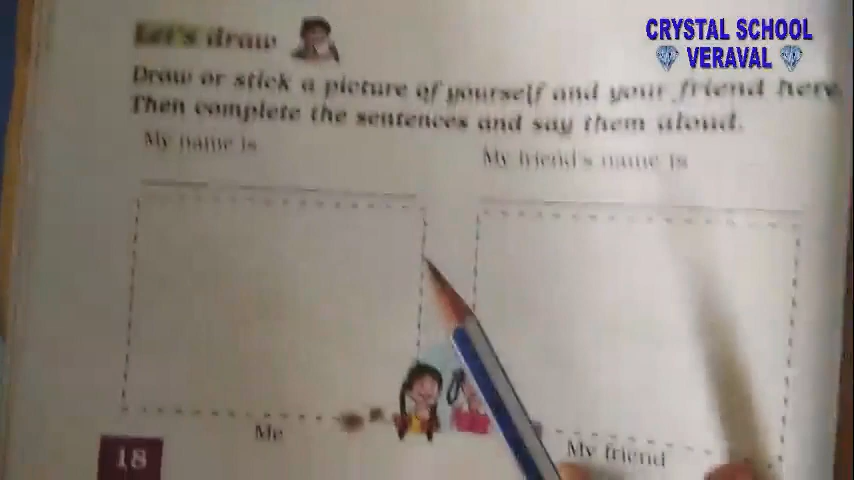 CRYSTAL SCHOOL
VERAVAL
Let's draw
Draw or stick a picture of yourself and your friend here.
Then complete the sentences and say them aloud.
My name is
My friend's name is
Me
My friend
18